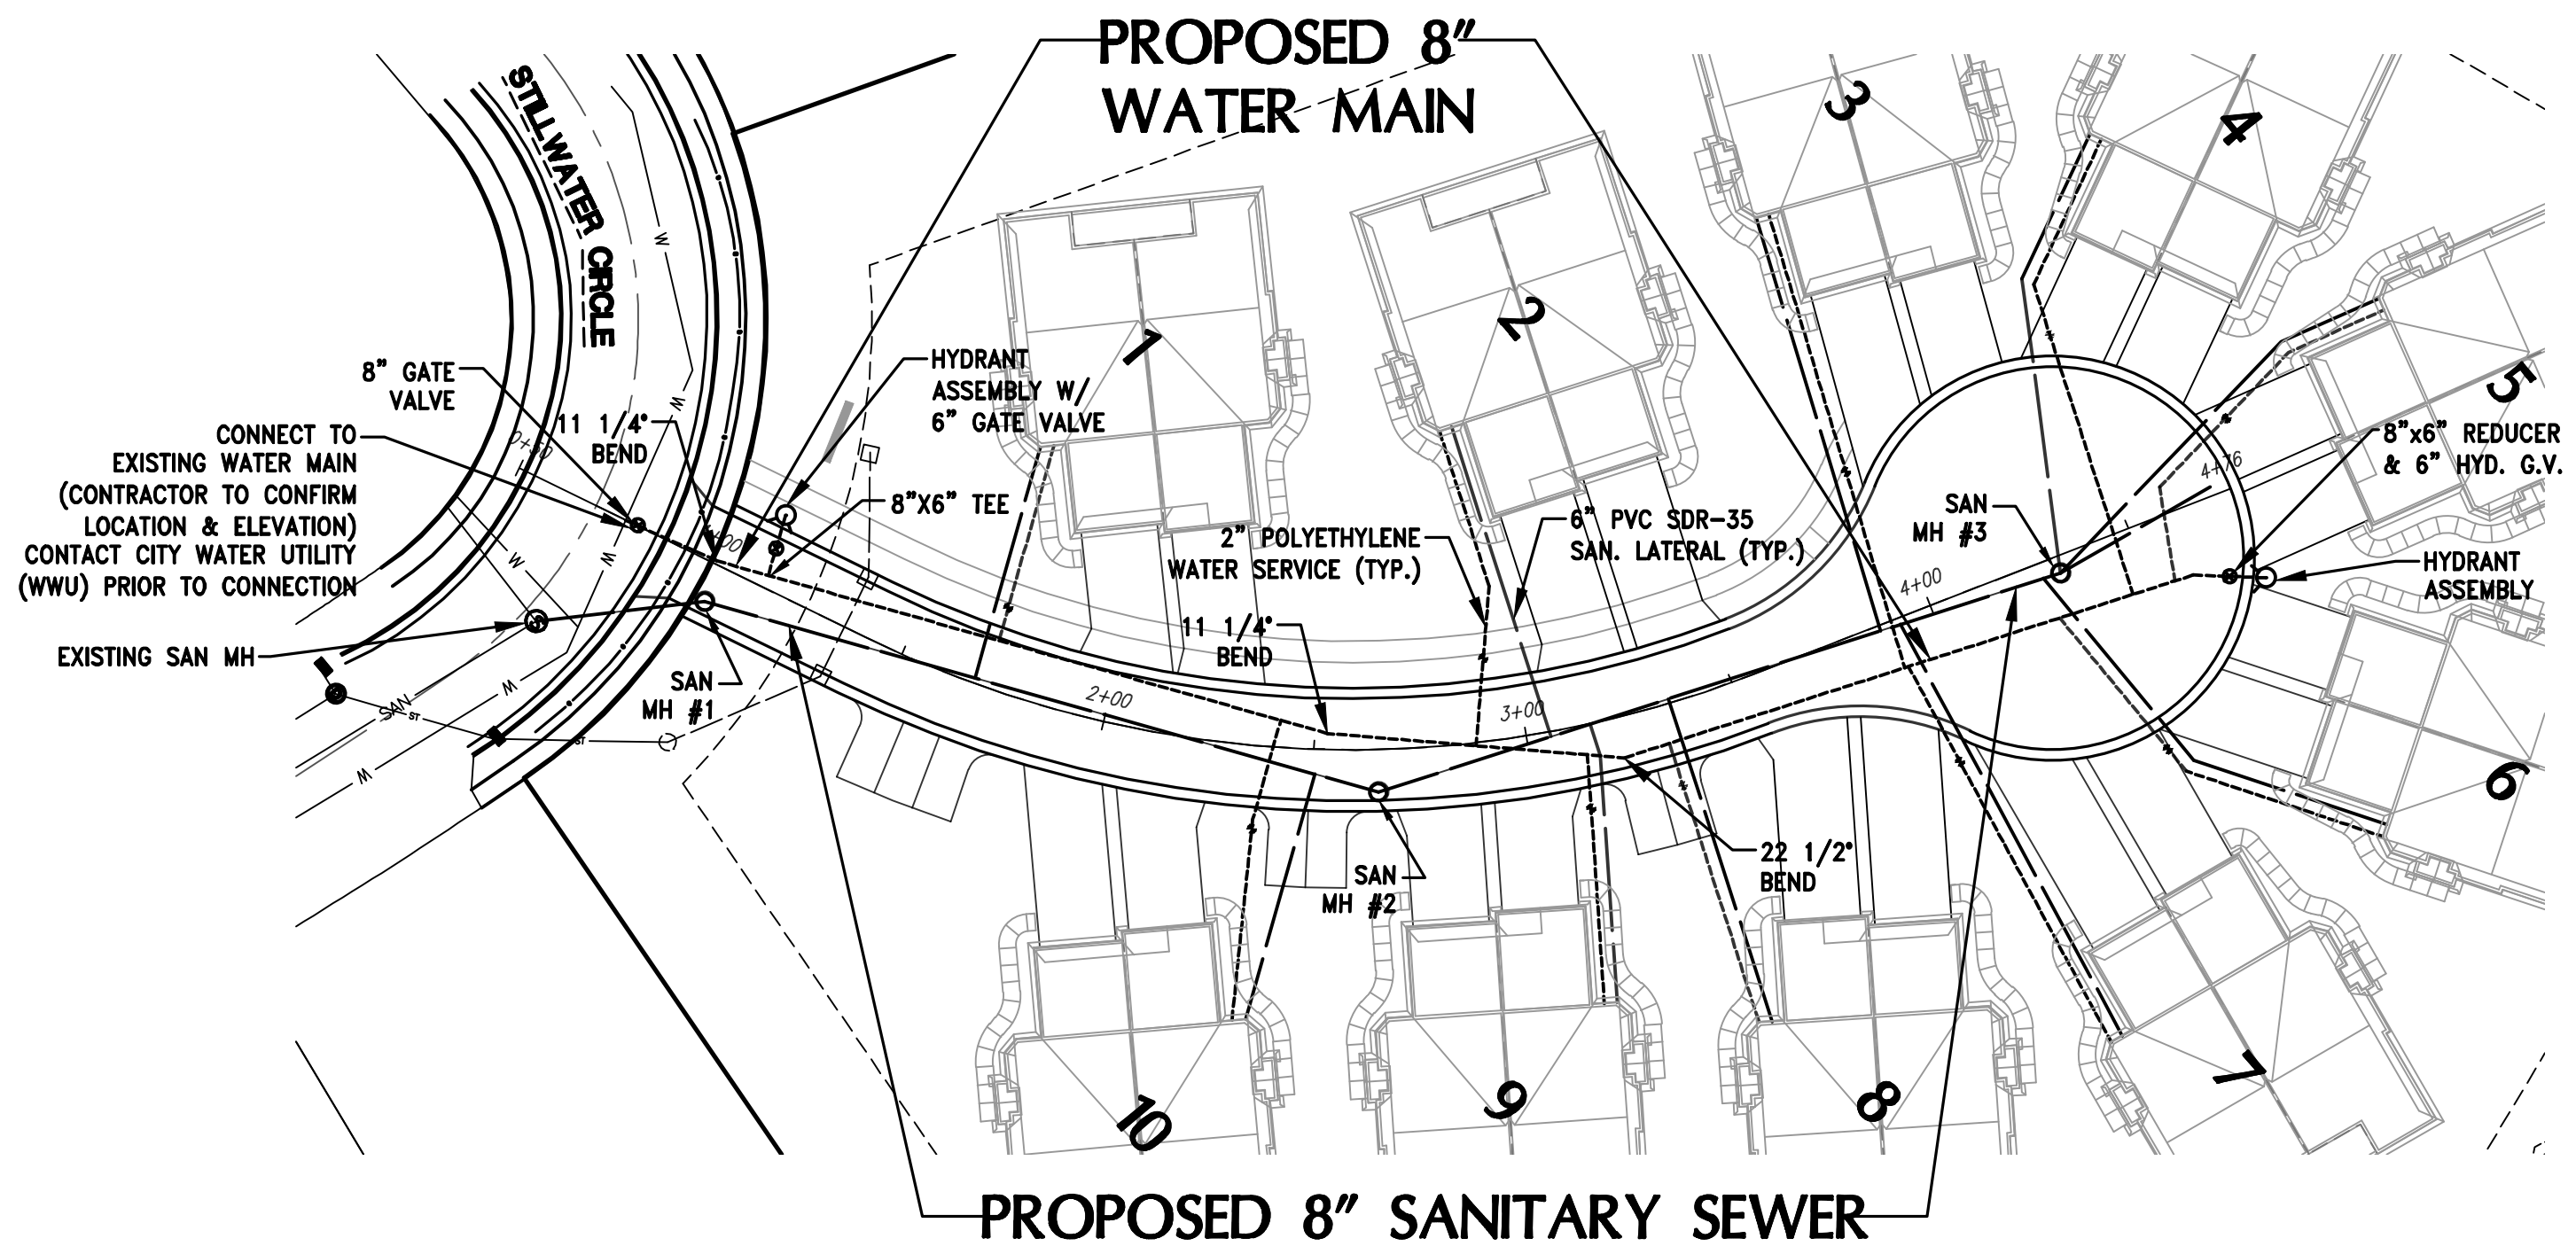 PROPOSED 8"
WATER MAIN
STILLWATER CIRCLE
3
4
1
2
5
8" GATE
VALVE
HYDRANT
ASSEMBLY W/
6" GATE VALVE
11 1/4°
BEND
CONNECT TO
EXISTING WATER MAIN
(CONTRACTOR TO CONFIRM
LOCATION & ELEVATION)
CONTACT CITY WATER UTILITY
(WWU) PRIOR TO CONNECTION
0+50
8"x6" REDUCER
& 6" HYD. G.V.
4+76
8"X6" TEE
SAN
MH #3
2" POLYETHYLENE
WATER SERVICE (TYP.)
6" PVC SDR-35
SAN. LATERAL (TYP.)
HYDRANT
ASSEMBLY
4+00
11 1/4°
BEND
EXISTING SAN MH
SAN
MH #1
2+00
3+00
W
W
W
W
W
W
SAN
ST
ST
22 1/2°
BEND
SAN
MH #2
6
7
8
9
10
PROPOSED 8" SANITARY SEWER